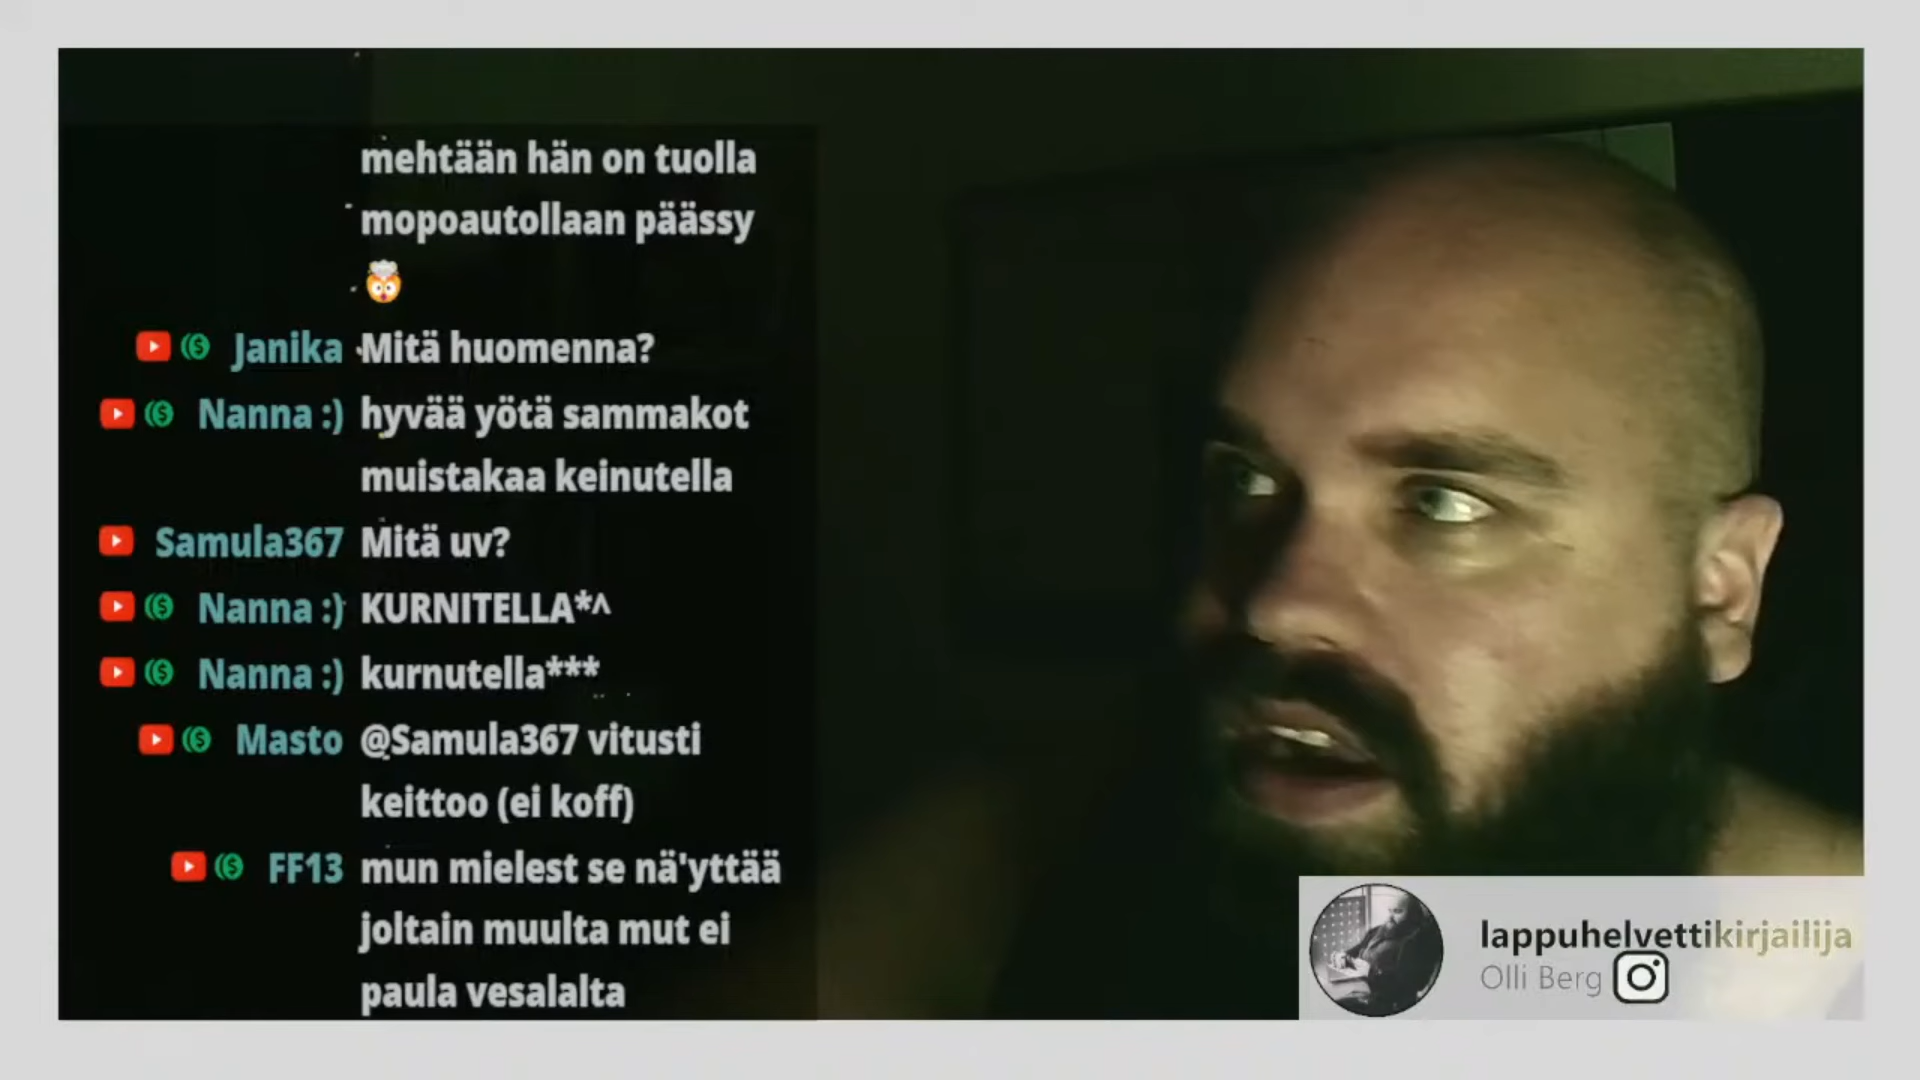 mehtään hän on tuolla
mopoautollaan päässy
🤯
Janika Mitä huomenna?
Nanna :) hyvää yötä sammakot
muistakaa keinutella
Samula367 Mitä uv?
Nanna :) KURNITELLA*^
Nanna :) kurnutella***
Masto @Samula367 vitusti
keittoo (ei koff)
FF13 mun mielest se nä'yttää
joltain muulta mut ei
paula vesalalta
lappuhelvettikirjailija
Olli Berg